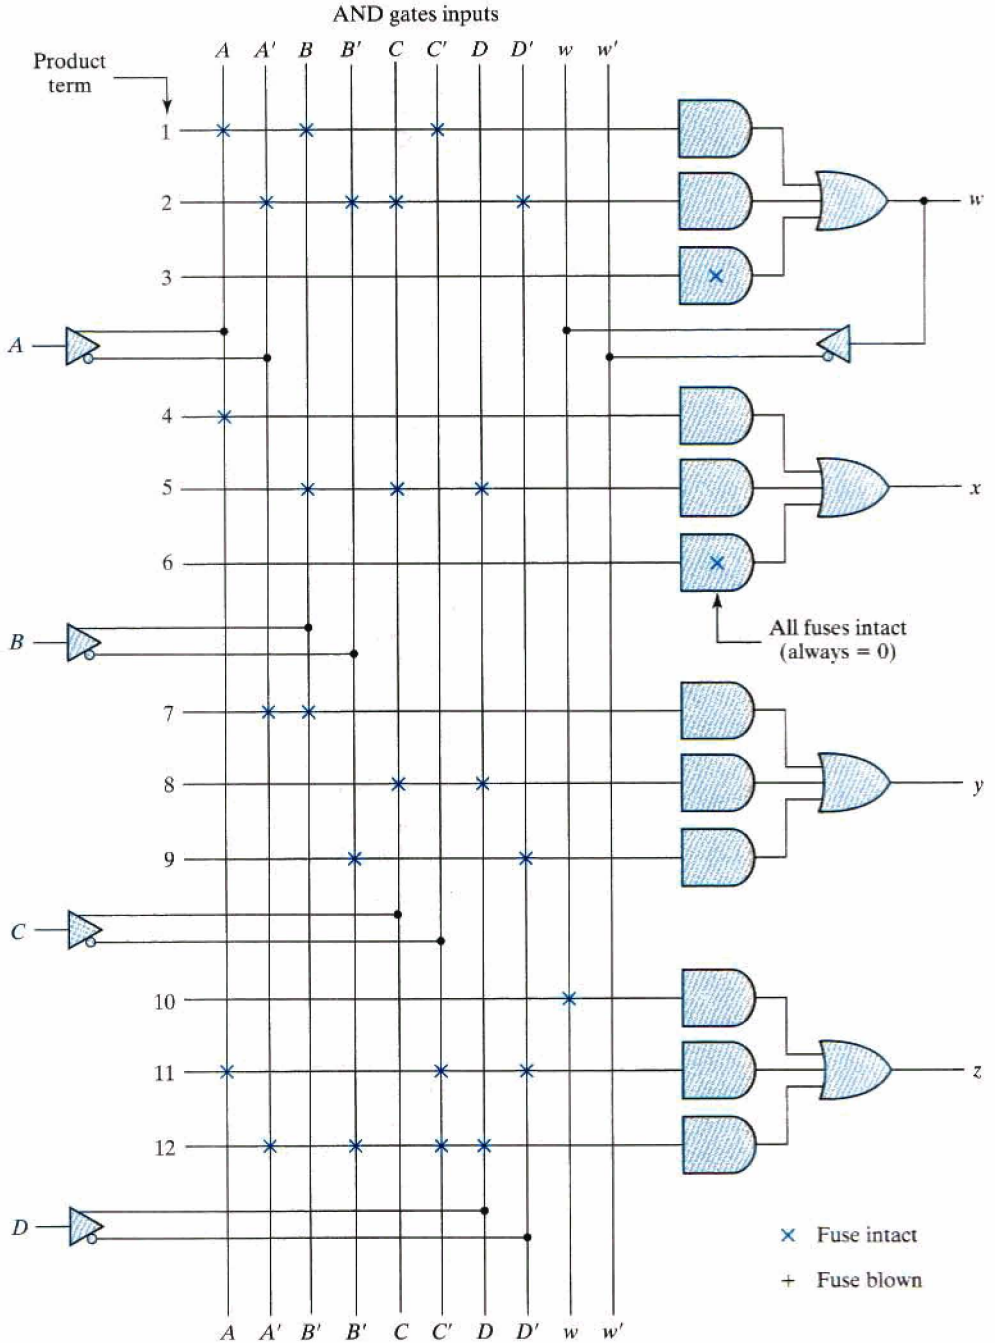 AND gates inputs
A A' B B' C C' D D' w w'
Product
term
1
2
w
3
A
4
5
x
6
All fuses intact
(always = 0)
B
7
8
y
9
C
10
11
z
12
D
× Fuse intact
+ Fuse blown
A A' B' B' C C' D D' w w'